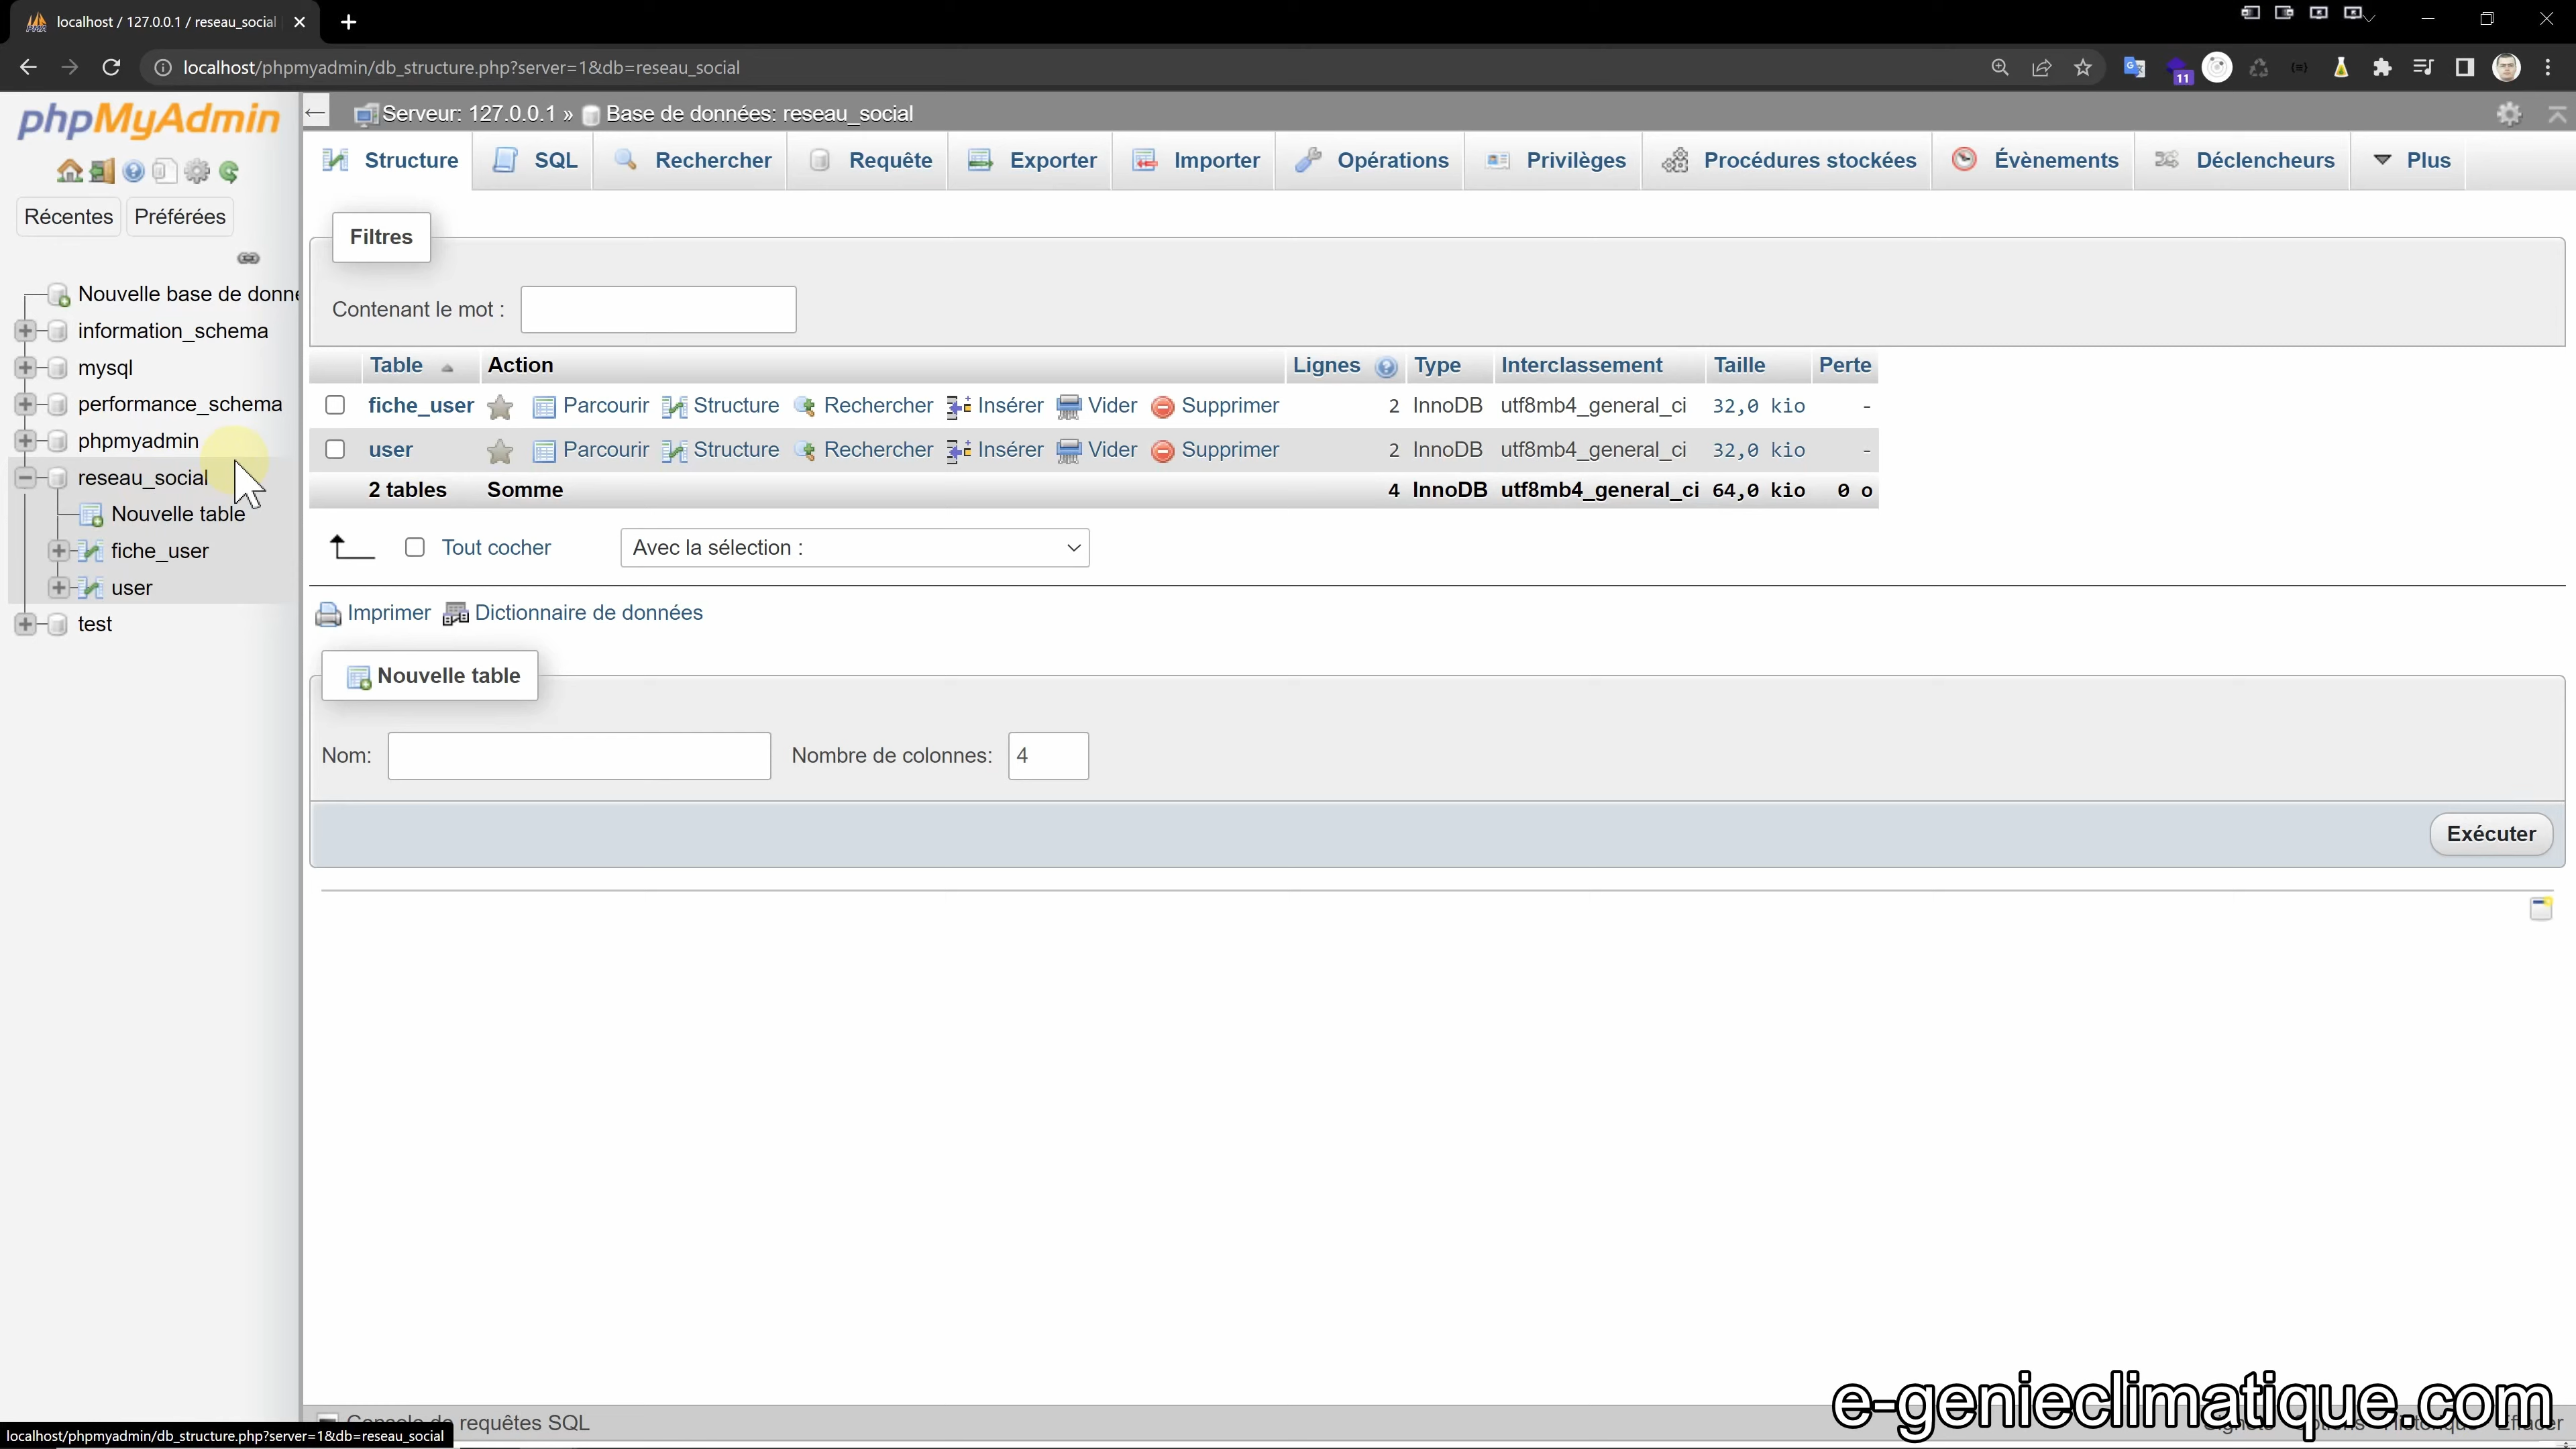 localhost / 127.0.0.1 / reseau_social
localhost/phpmyadmin/db_structure.php?server=1&db=reseau_social
11
phpMyAdmin
Récentes Préférées
Nouvelle base de donn
information_schema
mysql
performance_schema
phpmyadmin
reseau_social
Nouvelle table
fiche_user
user
test
Serveur: 127.0.0.1 » Base de données: reseau_social
Structure SQL Rechercher Requête Exporter Importer Opérations Privilèges Procédures stockées Évènements Déclencheurs Plus
Filtres
Contenant le mot :
Table Action Lignes Type Interclassement Taille Perte
fiche_user Parcourir Structure Rechercher Insérer Vider Supprimer 2 InnoDB utf8mb4_general_ci 32,0 kio -
user Parcourir Structure Rechercher Insérer Vider Supprimer 2 InnoDB utf8mb4_general_ci 32,0 kio -
2 tables Somme 4 InnoDB utf8mb4_general_ci 64,0 kio 0 o
Tout cocher Avec la sélection :
Imprimer Dictionnaire de données
Nouvelle table
Nom: Nombre de colonnes: 4
Exécuter
Console de requêtes SQL
e-genieclimatique.com
localhost/phpmyadmin/db_structure.php?server=1&db=reseau_social